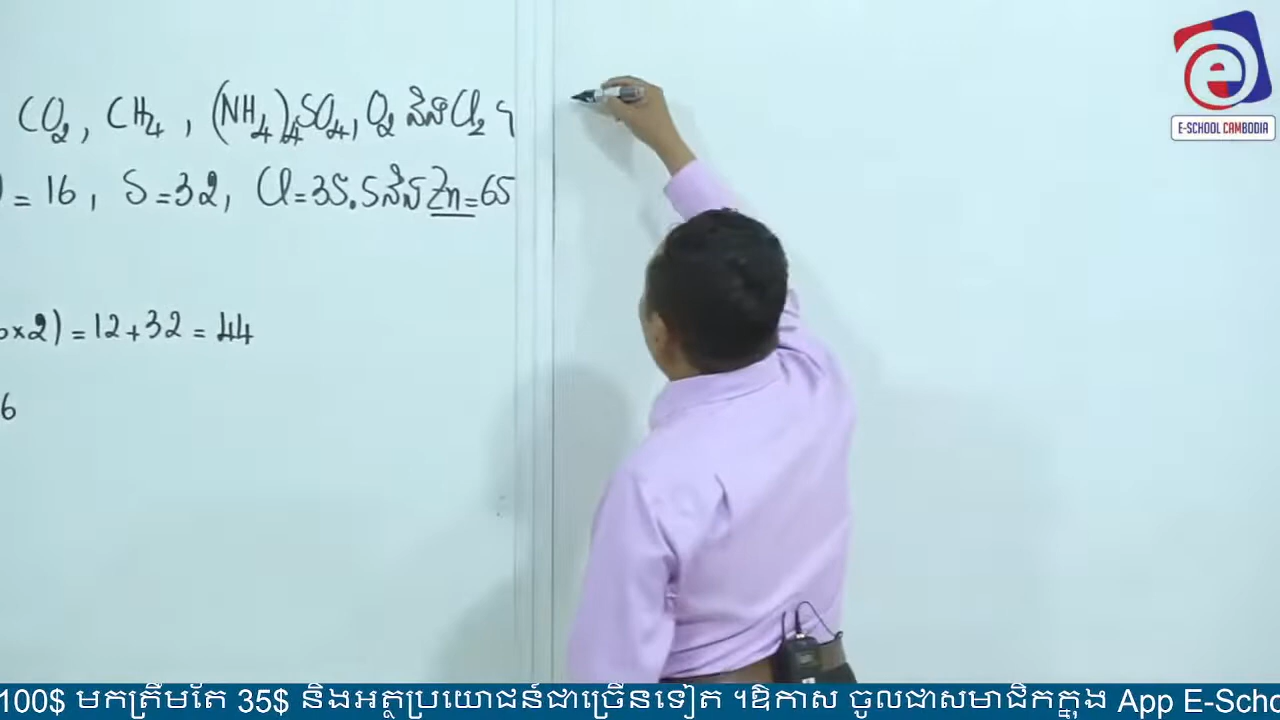 CO₂, CH₄, (NH₄)₄SO₄, O₂ និង Cl₂ ។
= 16, S = 32, Cl = 35.5 និង Zn = 65
×2) = 12 + 32 = 44
6
e
E-SCHOOL CAMBODIA
100$ មកត្រឹមតែ 35$ និងអត្ថប្រយោជន៍ជាច្រើនទៀត ។ឱកាស ចូលជាសមាជិកក្នុង App E-Scho